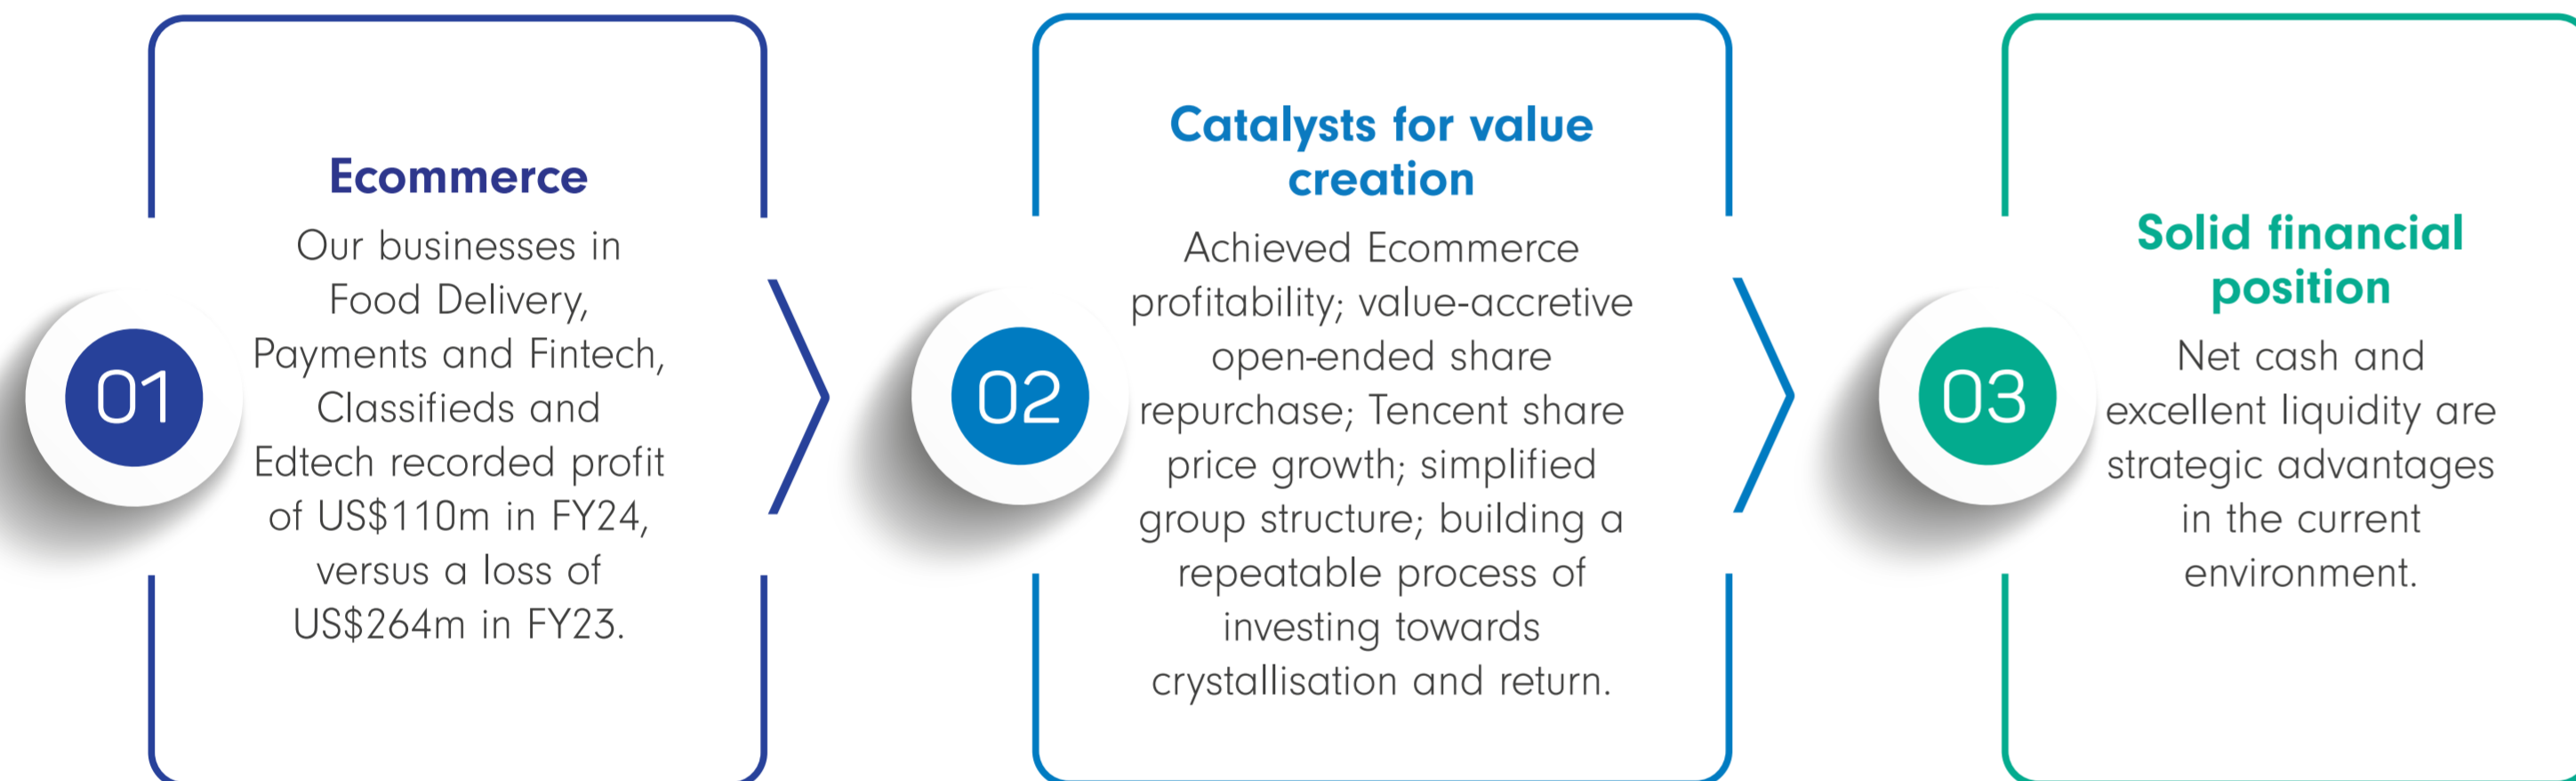 01
Ecommerce
Our businesses in
Food Delivery,
Payments and Fintech,
Classifieds and
Edtech recorded profit
of US$110m in FY24,
versus a loss of
US$264m in FY23.
02
Catalysts for value
creation
Achieved Ecommerce
profitability; value-accretive
open-ended share
repurchase; Tencent share
price growth; simplified
group structure; building a
repeatable process of
investing towards
crystallisation and return.
03
Solid financial
position
Net cash and
excellent liquidity are
strategic advantages
in the current
environment.